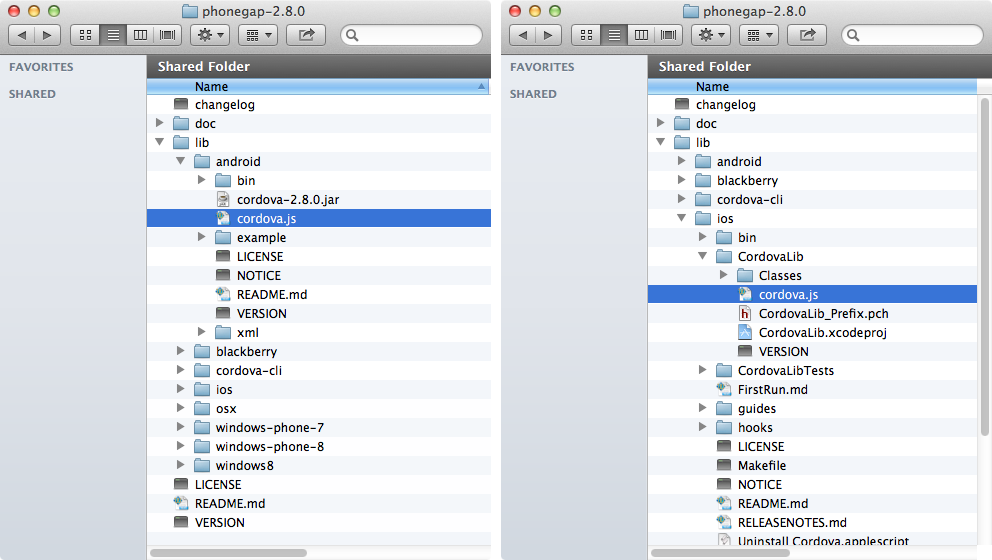 phonegap-2.8.0
FAVORITES
SHARED
Shared Folder
Name
changelog
doc
lib
android
bin
cordova-2.8.0.jar
cordova.js
example
LICENSE
NOTICE
README.md
VERSION
xml
blackberry
cordova-cli
ios
osx
windows-phone-7
windows-phone-8
windows8
LICENSE
README.md
VERSION
phonegap-2.8.0
FAVORITES
SHARED
Shared Folder
Name
changelog
doc
lib
android
blackberry
cordova-cli
ios
bin
CordovaLib
Classes
cordova.js
CordovaLib_Prefix.pch
CordovaLib.xcodeproj
VERSION
CordovaLibTests
FirstRun.md
guides
hooks
LICENSE
Makefile
NOTICE
README.md
RELEASENOTES.md
Uninstall Cordova.applescript